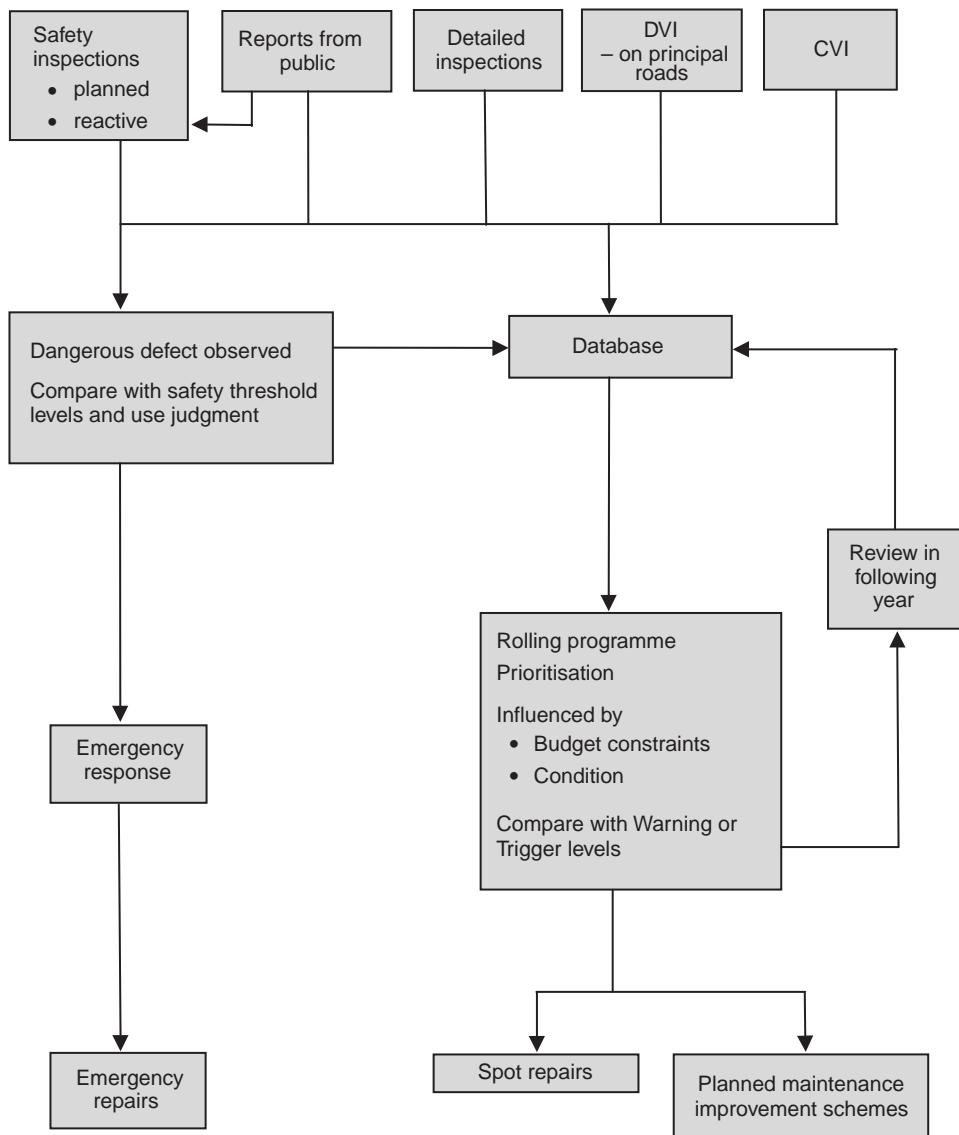 Safety
inspections
• planned
• reactive
Reports from
public
Detailed
inspections
DVI
– on principal
roads
CVI
Dangerous defect observed
Compare with safety threshold
levels and use judgment
Database
Review in
following
year
Rolling programme
Prioritisation
Influenced by
• Budget constraints
• Condition
Compare with Warning or
Trigger levels
Emergency
response
Emergency
repairs
Spot repairs
Planned maintenance
improvement schemes